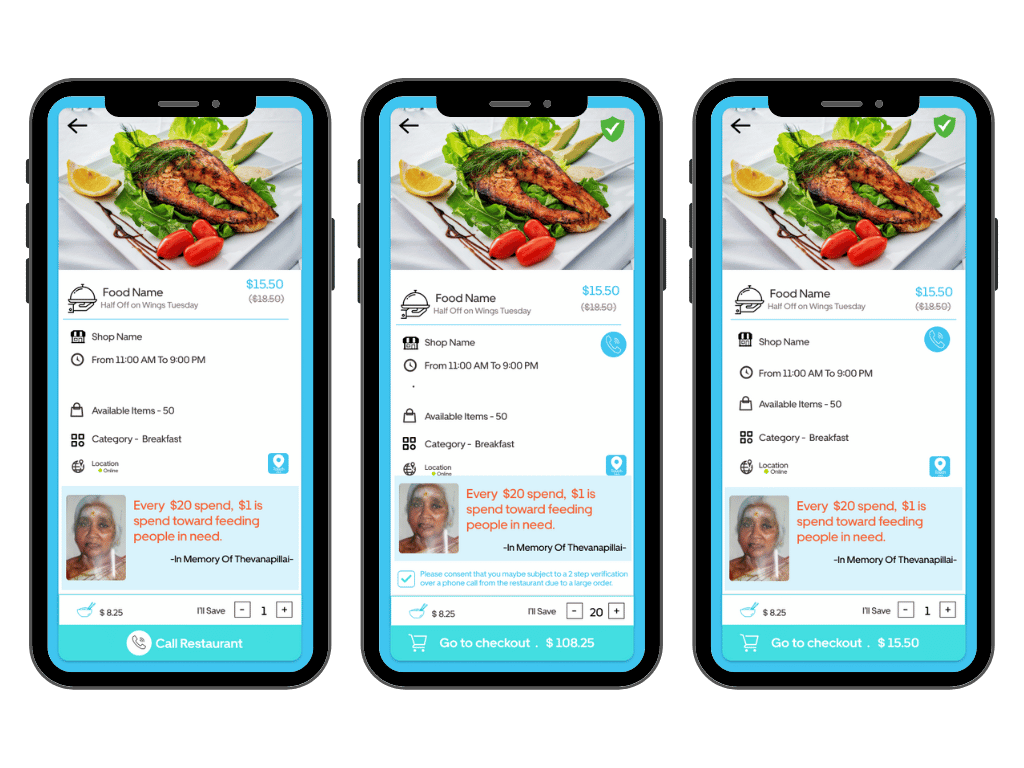 $15.50
Food Name
Half Off on Wings Tuesday
($18.50)
Shop Name
From 11:00 AM To 9:00 PM
Available Items - 50
Category - Breakfast
Location
Online
Every $20 spend, $1 is
spend toward feeding
people in need.
-In Memory Of Thevanapillai-
$ 8.25
I'll Save
-
1
+
Call Restaurant
$15.50
Food Name
Half Off on Wings Tuesday
($18.50)
Shop Name
From 11:00 AM To 9:00 PM
Available Items - 50
Category - Breakfast
Location
Online
Every $20 spend, $1 is
spend toward feeding
people in need.
-In Memory Of Thevanapillai-
Please consent that you maybe subject to a 2 step verification
over a phone call from the restaurant due to a large order.
$ 8.25
I'll Save
-
20
+
Go to checkout . $ 108.25
$15.50
Food Name
Half Off on Wings Tuesday
($18.50)
Shop Name
From 11:00 AM To 9:00 PM
Available Items - 50
Category - Breakfast
Location
Online
Every $20 spend, $1 is
spend toward feeding
people in need.
-In Memory Of Thevanapillai-
$ 8.25
I'll Save
-
1
+
Go to checkout . $ 15.50